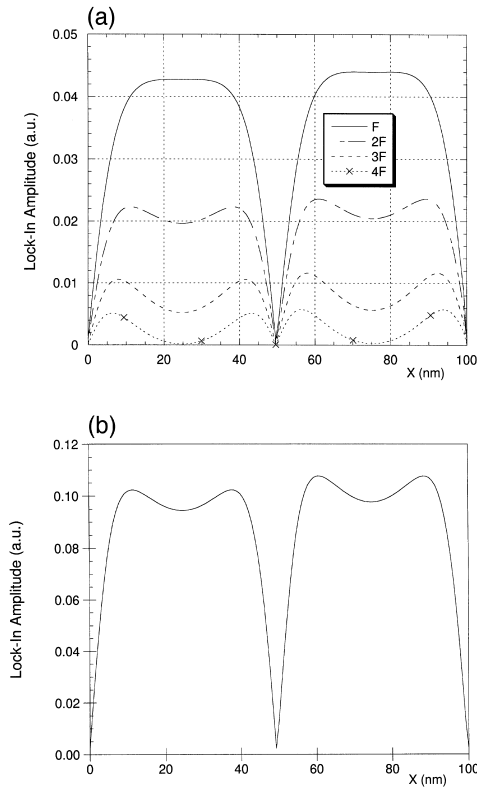 (a)
0.05
0.04
0.03
0.02
0.01
0
Lock-In Amplitude (a.u.)
F
2F
3F
4F
0 20 40 60 80 100
X (nm)
(b)
0.12
0.10
0.08
0.06
0.04
0.02
0.00
Lock-In Amplitude (a.u.)
0 20 40 60 80 100
X (nm)